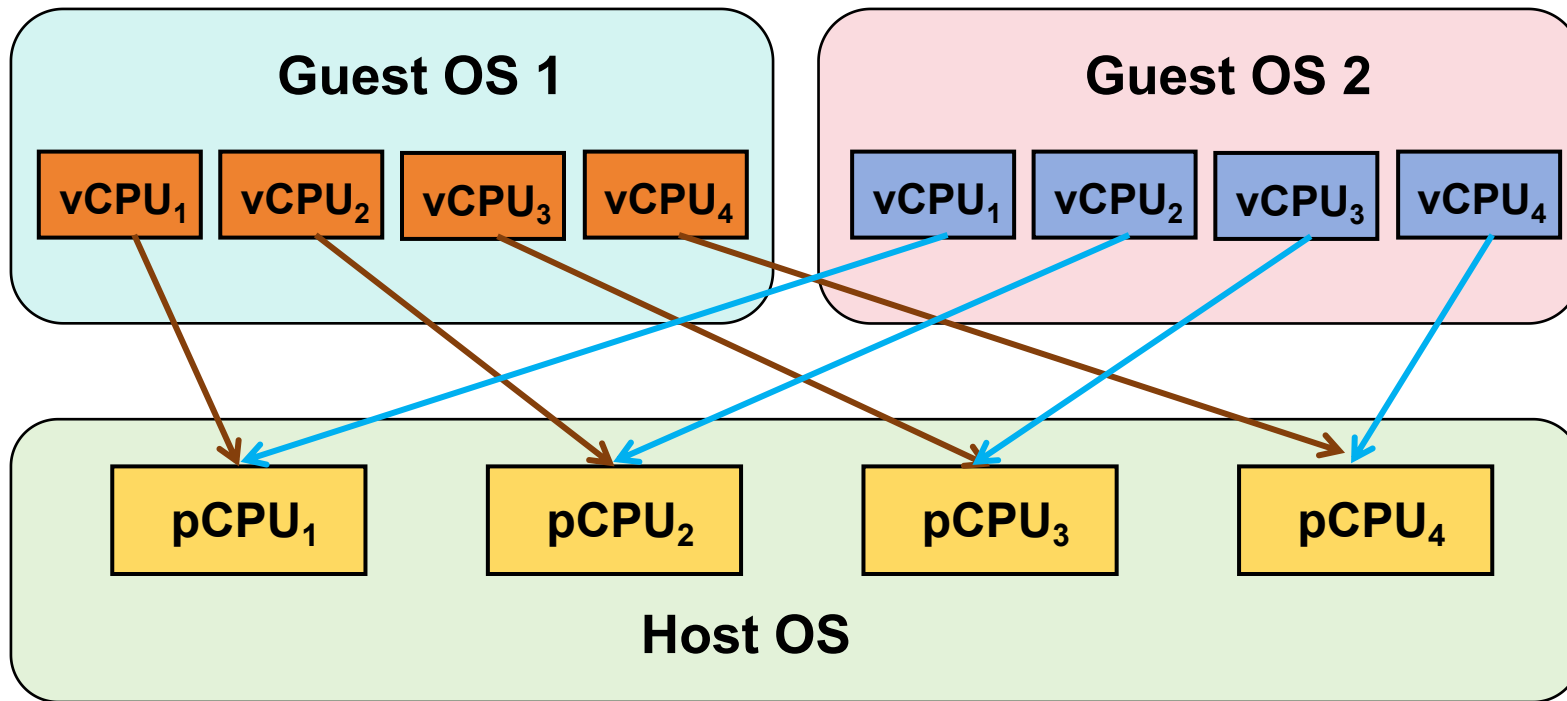 Guest OS 1
Guest OS 2
vCPU₁ vCPU₂ vCPU₃ vCPU₄
vCPU₁ vCPU₂ vCPU₃ vCPU₄
pCPU₁ pCPU₂ pCPU₃ pCPU₄
Host OS